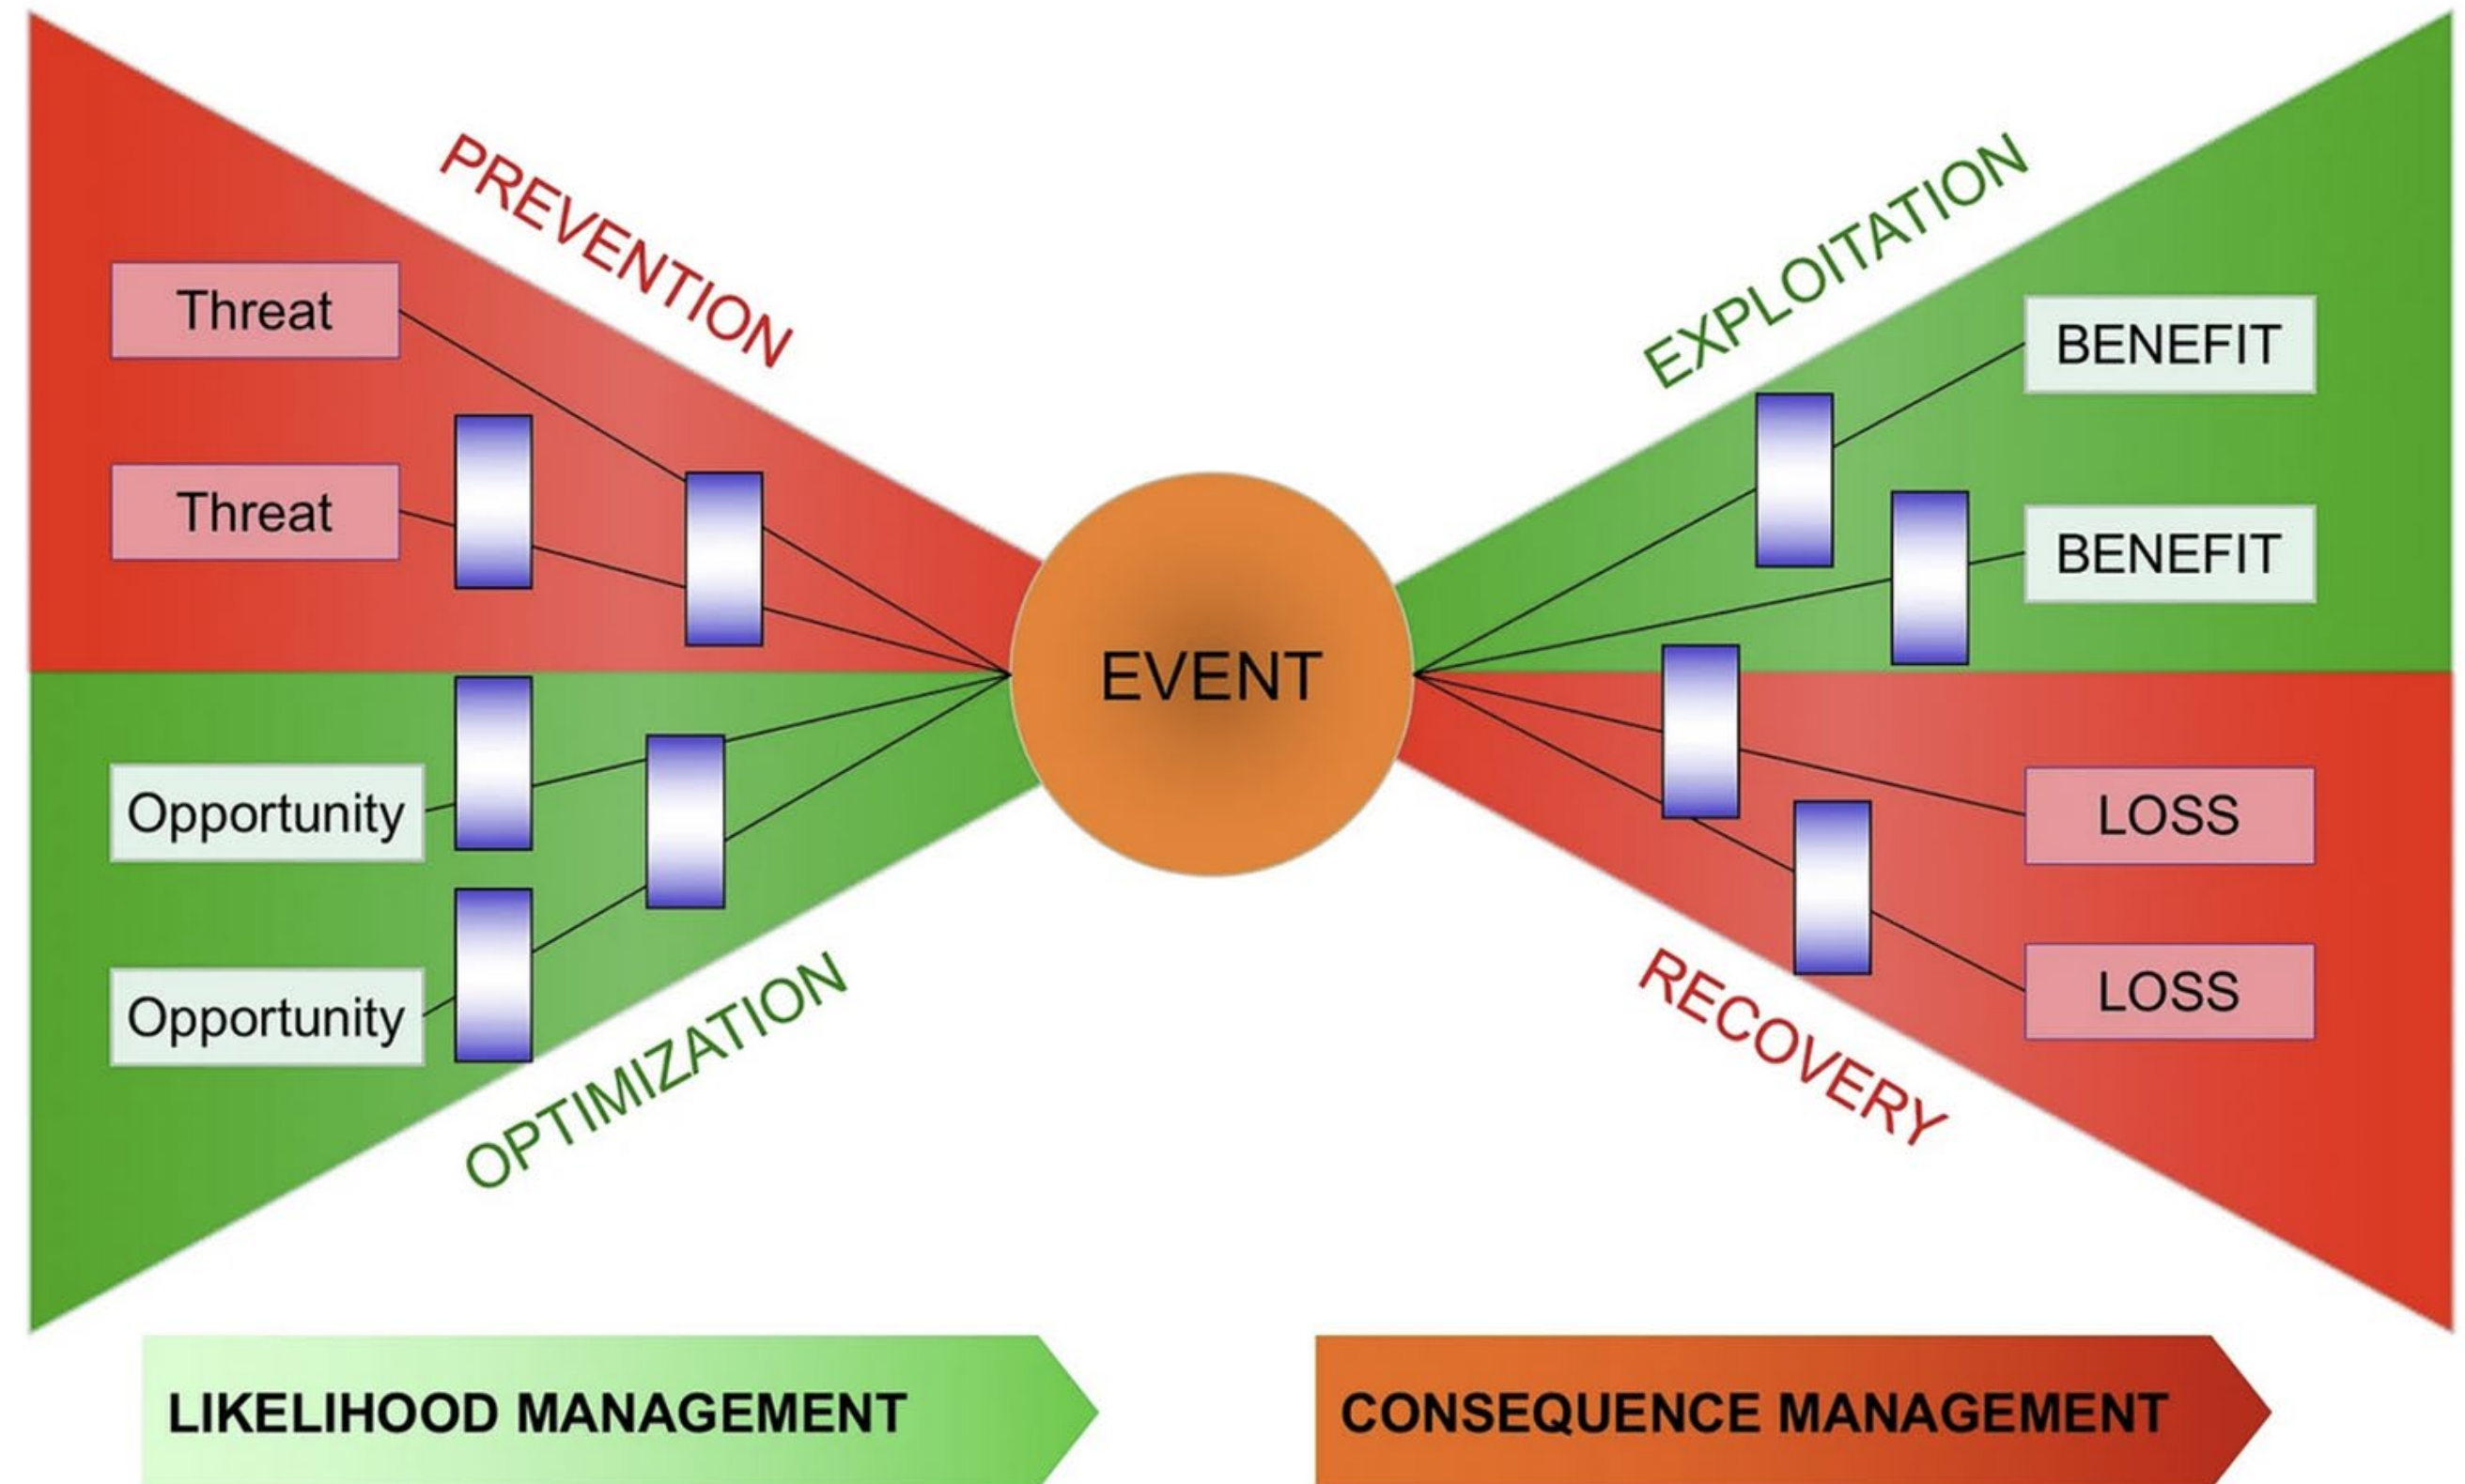 PREVENTION
EXPLOITATION
Threat
BENEFIT
Threat
BENEFIT
EVENT
Opportunity
LOSS
Opportunity
LOSS
OPTIMIZATION
RECOVERY
LIKELIHOOD MANAGEMENT
CONSEQUENCE MANAGEMENT